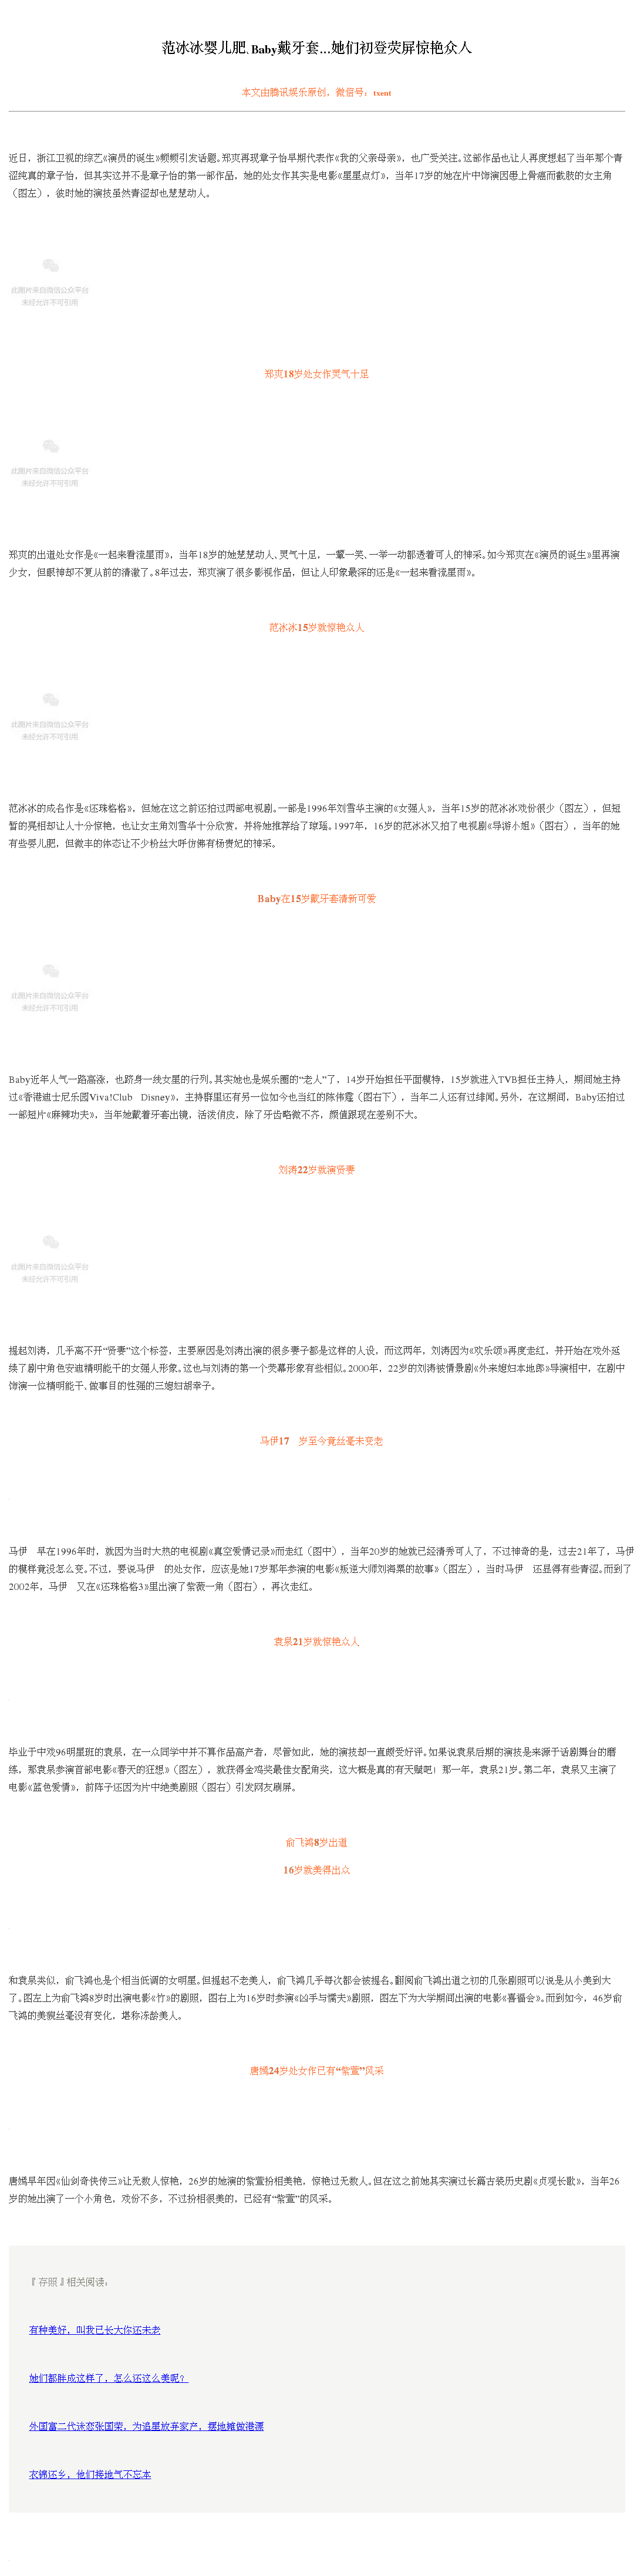 范冰冰婴儿肥、Baby戴牙套...她们初登荧屏惊艳众人
本文由腾讯娱乐原创，微信号：txent
近日，浙江卫视的综艺《演员的诞生》频频引发话题。郑爽再现章子怡早期代表作《我的父亲母亲》，也广受关注。这部作品也让人再度想起了当年那个青
涩纯真的章子怡，但其实这并不是章子怡的第一部作品，她的处女作其实是电影《星星点灯》，当年17岁的她在片中饰演因患上骨癌而截肢的女主角
（图左），彼时她的演技虽然青涩却也楚楚动人。
此图片来自微信公众平台
未经允许不可引用
郑爽18岁处女作灵气十足
此图片来自微信公众平台
未经允许不可引用
郑爽的出道处女作是《一起来看流星雨》，当年18岁的她楚楚动人、灵气十足，一颦一笑、一举一动都透着可人的神采。如今郑爽在《演员的诞生》里再演
少女，但眼神却不复从前的清澈了。8年过去，郑爽演了很多影视作品，但让人印象最深的还是《一起来看流星雨》。
范冰冰15岁就惊艳众人
此图片来自微信公众平台
未经允许不可引用
范冰冰的成名作是《还珠格格》，但她在这之前还拍过两部电视剧。一部是1996年刘雪华主演的《女强人》，当年15岁的范冰冰戏份很少（图左），但短
暂的亮相却让人十分惊艳，也让女主角刘雪华十分欣赏，并将她推荐给了琼瑶。1997年，16岁的范冰冰又拍了电视剧《导游小姐》（图右），当年的她
有些婴儿肥，但微丰的体态让不少粉丝大呼仿佛有杨贵妃的神采。
Baby在15岁戴牙套清新可爱
此图片来自微信公众平台
未经允许不可引用
Baby近年人气一路高涨，也跻身一线女星的行列。其实她也是娱乐圈的“老人”了，14岁开始担任平面模特，15岁就进入TVB担任主持人，期间她主持
过《香港迪士尼乐园Viva!Club Disney》，主持群里还有另一位如今也当红的陈伟霆（图右下），当年二人还有过绯闻。另外，在这期间，Baby还拍过
一部短片《麻辣功夫》，当年她戴着牙套出镜，活泼俏皮，除了牙齿略微不齐，颜值跟现在差别不大。
刘涛22岁就演贤妻
此图片来自微信公众平台
未经允许不可引用
提起刘涛，几乎离不开“贤妻”这个标签，主要原因是刘涛出演的很多妻子都是这样的人设，而这两年，刘涛因为《欢乐颂》再度走红，并开始在戏外延
续了剧中角色安迪精明能干的女强人形象。这也与刘涛的第一个荧幕形象有些相似。2000年，22岁的刘涛被情景剧《外来媳妇本地郎》导演相中，在剧中
饰演一位精明能干、做事目的性强的三媳妇胡幸子。
马伊17 岁至今竟丝毫未变老
马伊 早在1996年时，就因为当时大热的电视剧《真空爱情记录》而走红（图中），当年20岁的她就已经清秀可人了，不过神奇的是，过去21年了，马伊
的模样竟没怎么变。不过，要说马伊 的处女作，应该是她17岁那年参演的电影《叛逆大师刘海粟的故事》（图左），当时马伊 还显得有些青涩。而到了
2002年，马伊 又在《还珠格格3》里出演了紫薇一角（图右），再次走红。
袁泉21岁就惊艳众人
毕业于中戏96明星班的袁泉，在一众同学中并不算作品高产者，尽管如此，她的演技却一直颇受好评。如果说袁泉后期的演技是来源于话剧舞台的磨
练，那袁泉参演首部电影《春天的狂想》（图左），就获得金鸡奖最佳女配角奖，这大概是真的有天赋吧！那一年，袁泉21岁。第二年，袁泉又主演了
电影《蓝色爱情》，前阵子还因为片中绝美剧照（图右）引发网友刷屏。
俞飞鸿8岁出道
16岁就美得出众
和袁泉类似，俞飞鸿也是个相当低调的女明星。但提起不老美人，俞飞鸿几乎每次都会被提名。翻阅俞飞鸿出道之初的几张剧照可以说是从小美到大
了。图左上为俞飞鸿8岁时出演电影《竹》的剧照，图右上为16岁时参演《凶手与懦夫》剧照，图左下为大学期间出演的电影《喜福会》。而到如今，46岁俞
飞鸿的美貌丝毫没有变化，堪称冻龄美人。
唐嫣24岁处女作已有“紫萱”风采
唐嫣早年因《仙剑奇侠传三》让无数人惊艳，26岁的她演的紫萱扮相美艳，惊艳过无数人。但在这之前她其实演过长篇古装历史剧《贞观长歌》，当年26
岁的她出演了一个小角色，戏份不多，不过扮相很美的，已经有“紫萱”的风采。
『存照』相关阅读：
有种美好，叫我已长大你还未老
她们都胖成这样了，怎么还这么美呢？
外国富二代迷恋张国荣，为追星放弃家产，摆地摊做港漂
衣锦还乡，他们接地气不忘本